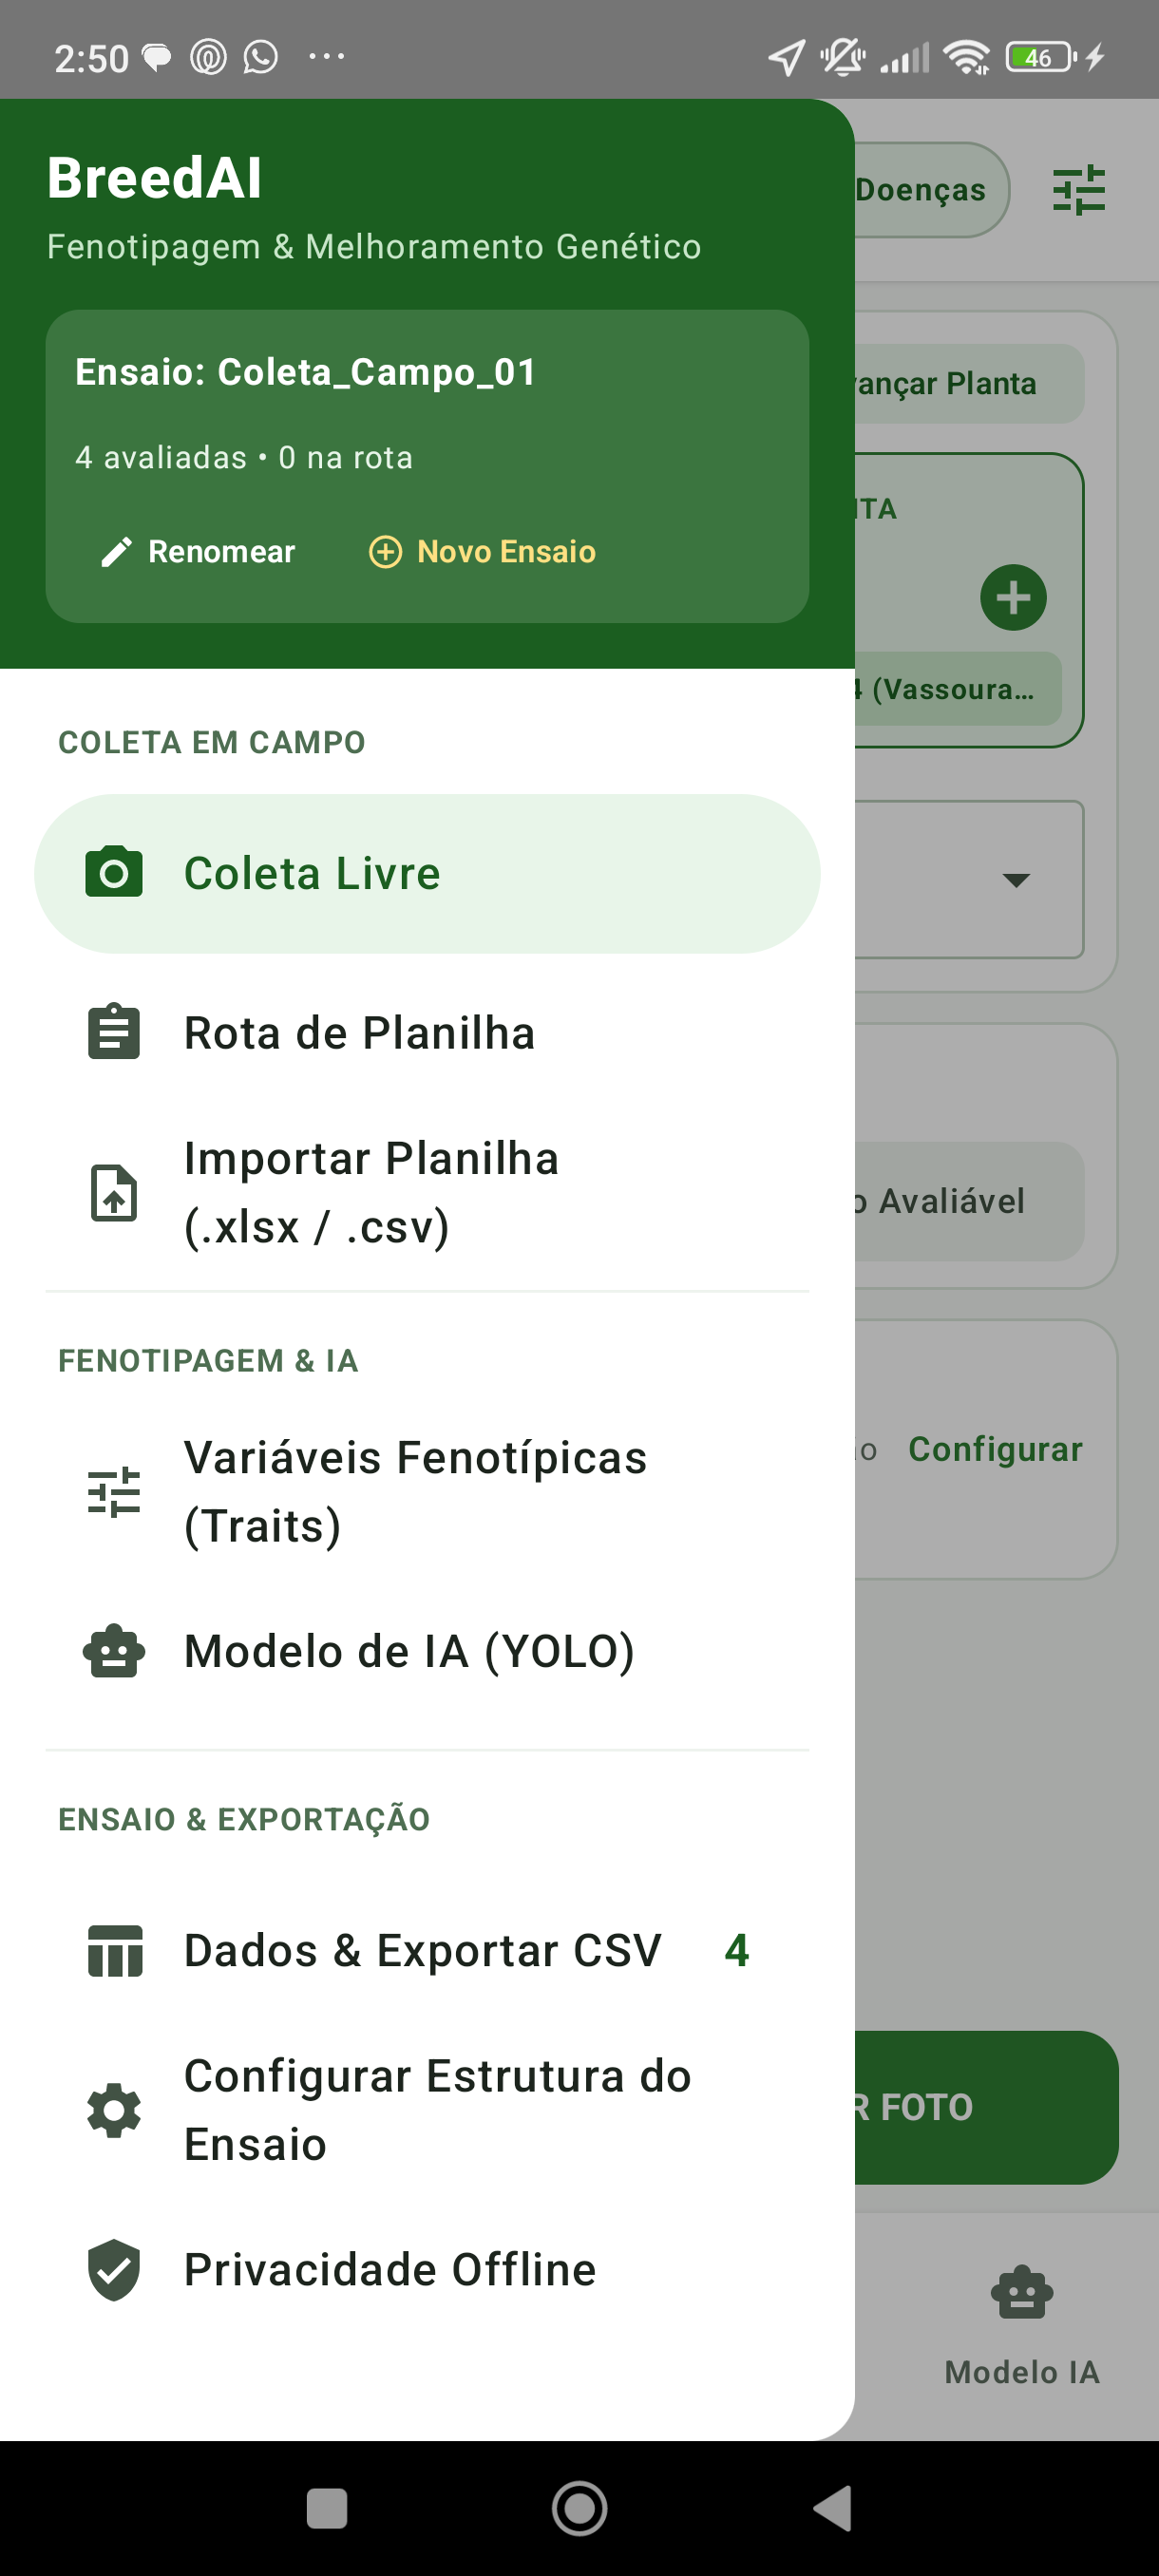 2:50
46
BreedAI
Fenotipagem & Melhoramento Genético
Ensaio: Coleta_Campo_01
4 avaliadas • 0 na rota
Renomear
Novo Ensaio
COLETA EM CAMPO
Coleta Livre
Rota de Planilha
Importar Planilha
(.xlsx / .csv)
FENOTIPAGEM & IA
Variáveis Fenotípicas
(Traits)
Modelo de IA (YOLO)
ENSAIO & EXPORTAÇÃO
Dados & Exportar CSV 4
Configurar Estrutura do
Ensaio
Privacidade Offline
Doenças
Planta
4 (Vassoura...
Avaliável
Configurar
FOTO
Modelo IA